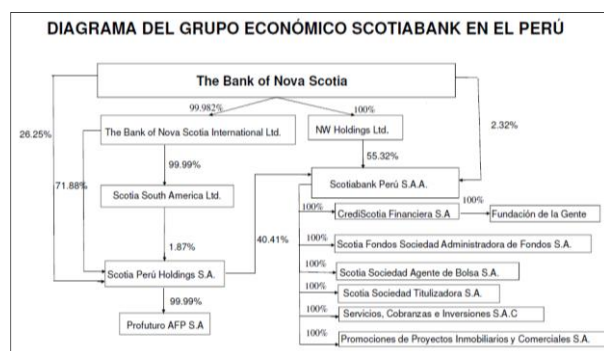 DIAGRAMA DEL GRUPO ECONÓMICO SCOTIABANK EN EL PERÚ
The Bank of Nova Scotia
99.982%
100%
26.25%
The Bank of Nova Scotia International Ltd.
NW Holdings Ltd.
2.32%
99.99%
55.32%
71.88%
Scotia South America Ltd.
Scotiabank Perú S.A.A.
100%
CrediScotia Financiera S.A
100%
Fundación de la Gente
1.87%
40.41%
100%
Scotia Fondos Sociedad Administradora de Fondos S.A.
Scotia Perú Holdings S.A.
100%
Scotia Sociedad Agente de Bolsa S.A.
99.99%
100%
Scotia Sociedad Titulizadora S.A.
100%
Servicios, Cobranzas e Inversiones S.A.C
Profuturo AFP S.A
100%
Promociones de Proyectos Inmobiliarios y Comerciales S.A.